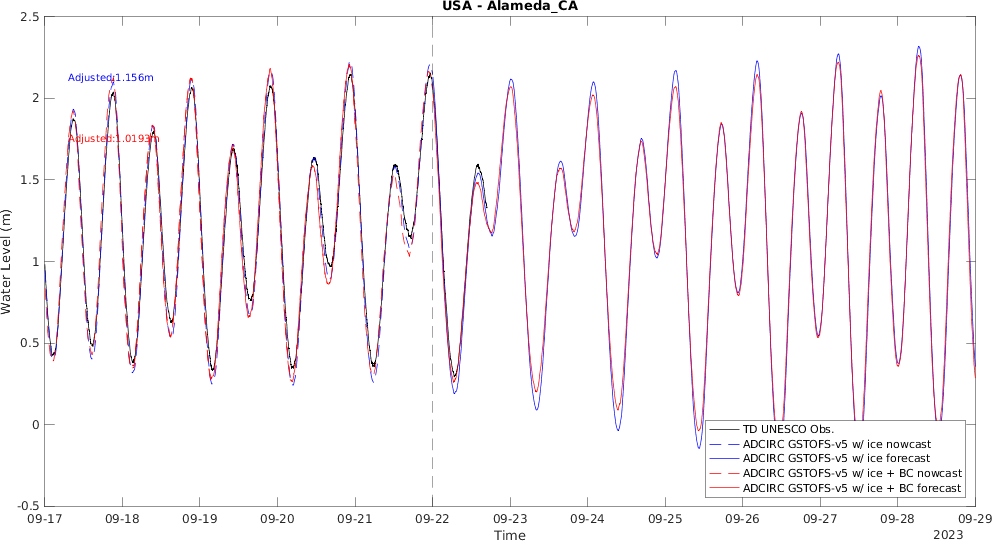 USA - Alameda_CA
2.5
2
1.5
1
0.5
0
-0.5
Water Level (m)
Adjusted:1.156m
Adjusted:1.0193m
TD UNESCO Obs.
ADCIRC GSTOFS-v5 w/ ice nowcast
ADCIRC GSTOFS-v5 w/ ice forecast
ADCIRC GSTOFS-v5 w/ ice + BC nowcast
ADCIRC GSTOFS-v5 w/ ice + BC forecast
09-17 09-18 09-19 09-20 09-21 09-22 09-23 09-24 09-25 09-26 09-27 09-28 09-29
Time
2023